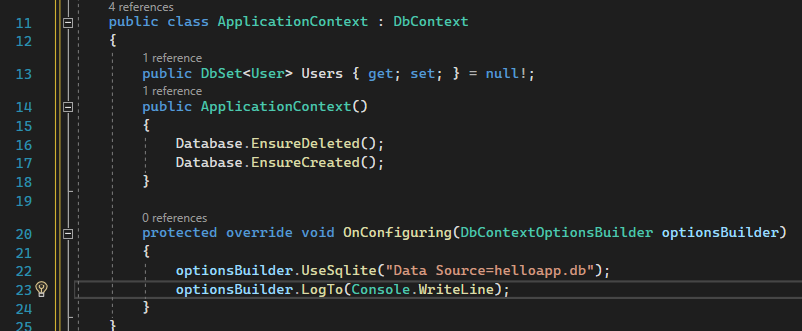 4 references
11 public class ApplicationContext : DbContext
12 {
1 reference
13 public DbSet<User> Users { get; set; } = null!;
1 reference
14 public ApplicationContext()
15 {
16 Database.EnsureDeleted();
17 Database.EnsureCreated();
18 }
19
0 references
20 protected override void OnConfiguring(DbContextOptionsBuilder optionsBuilder)
21 {
22 optionsBuilder.UseSqlite("Data Source=helloapp.db");
23 optionsBuilder.LogTo(Console.WriteLine);
24 }
25 }